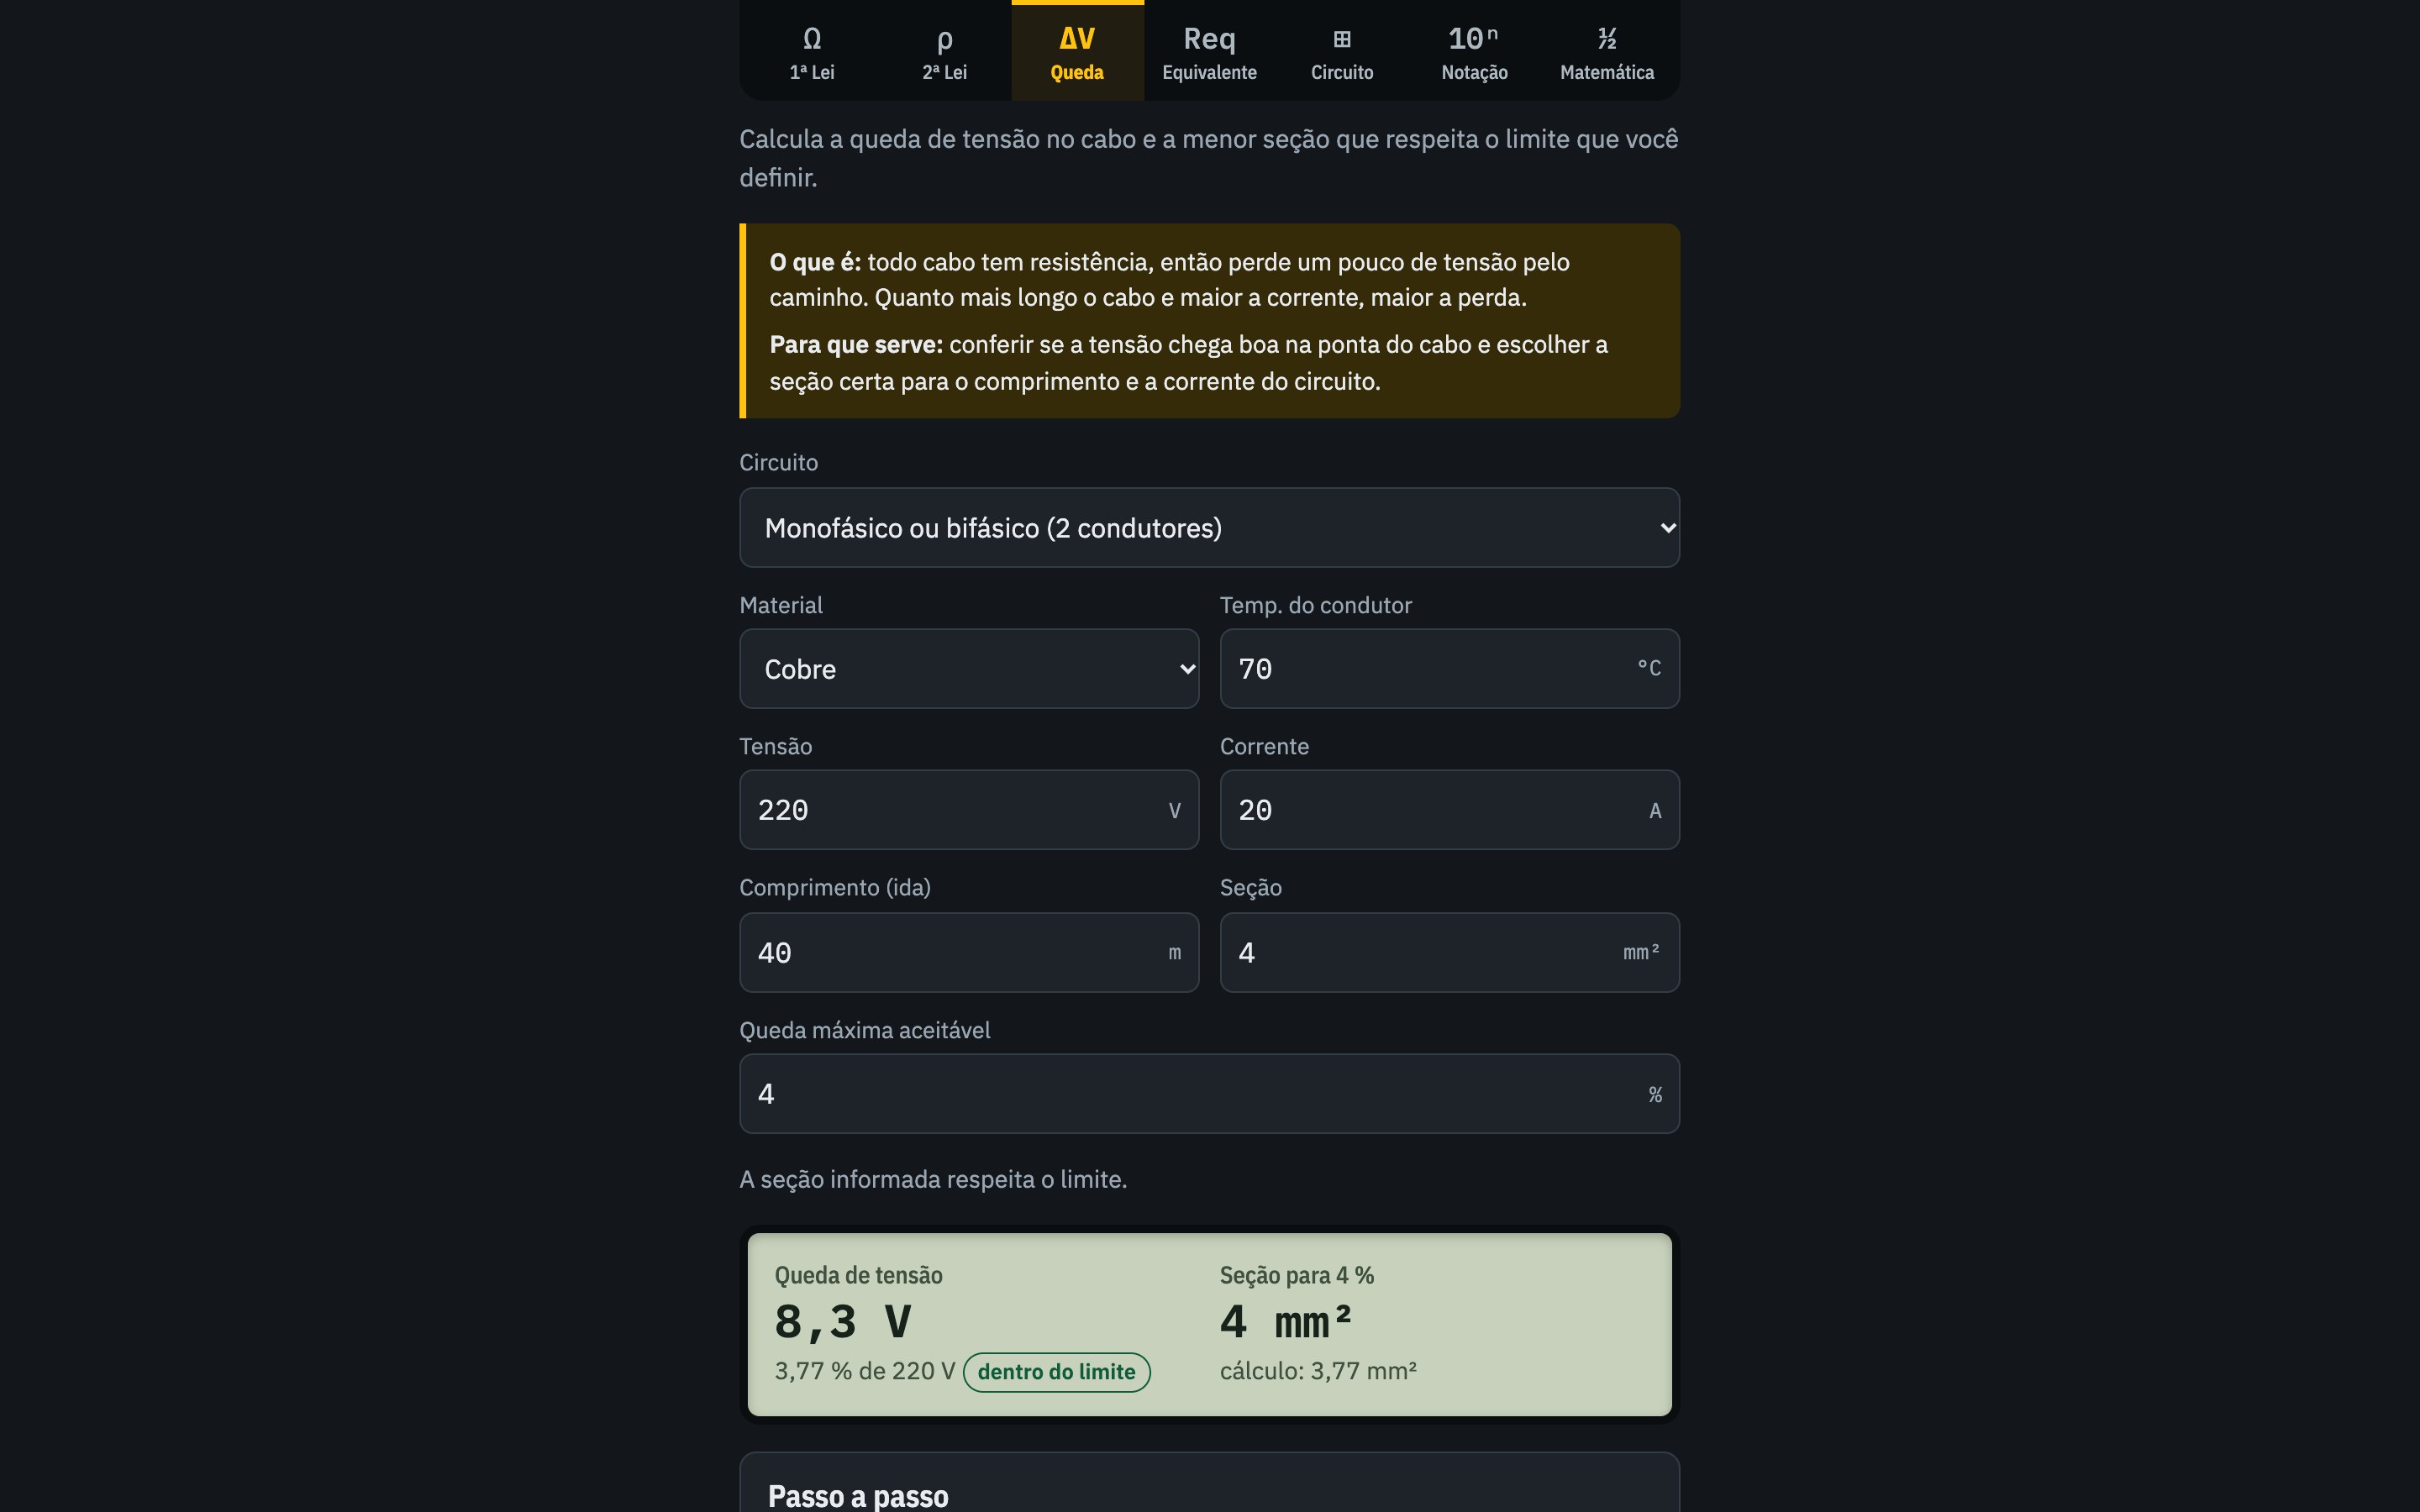 Ω
1ª Lei
ρ
2ª Lei
ΔV
Queda
Req
Equivalente
⊞
Circuito
10ⁿ
Notação
½
Matemática
Calcula a queda de tensão no cabo e a menor seção que respeita o limite que você
definir.
O que é: todo cabo tem resistência, então perde um pouco de tensão pelo
caminho. Quanto mais longo o cabo e maior a corrente, maior a perda.
Para que serve: conferir se a tensão chega boa na ponta do cabo e escolher a
seção certa para o comprimento e a corrente do circuito.
Circuito
Monofásico ou bifásico (2 condutores)
Material
Cobre
Temp. do condutor
70 °C
Tensão
220 V
Corrente
20 A
Comprimento (ida)
40 m
Seção
4 mm²
Queda máxima aceitável
4 %
A seção informada respeita o limite.
Queda de tensão
8,3 V
3,77 % de 220 V dentro do limite
Seção para 4 %
4 mm²
cálculo: 3,77 mm²
Passo a passo